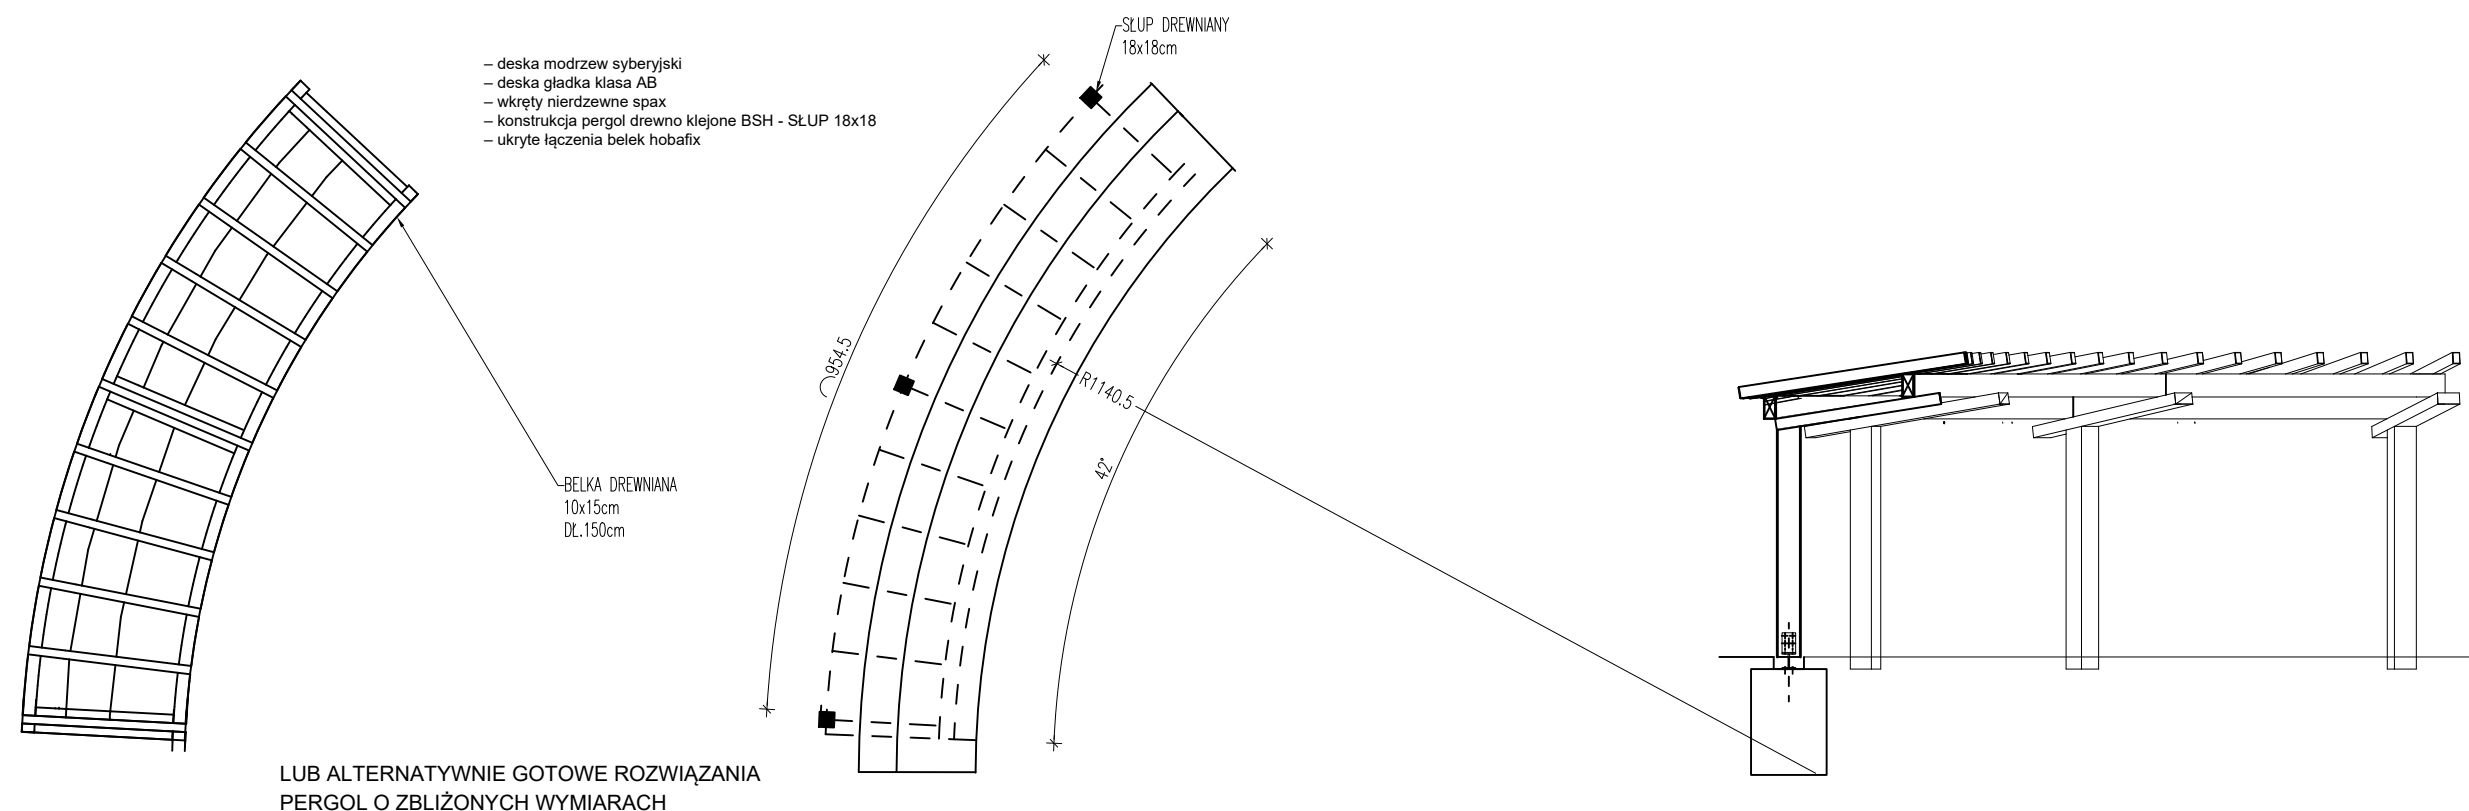 – deska modrzew syberyjski
– deska gładka klasa AB
– wkręty nierdzewne spax
– konstrukcja pergol drewno klejone BSH - SŁUP 18x18
– ukryte łączenia belek hobafix
SŁUP DREWNIANY
18x18cm
954.5
R1140.5
42°
BELKA DREWNIANA
10x15cm
DŁ.150cm
LUB ALTERNATYWNIE GOTOWE ROZWIĄZANIA
PERGOL O ZBLIŻONYCH WYMIARACH